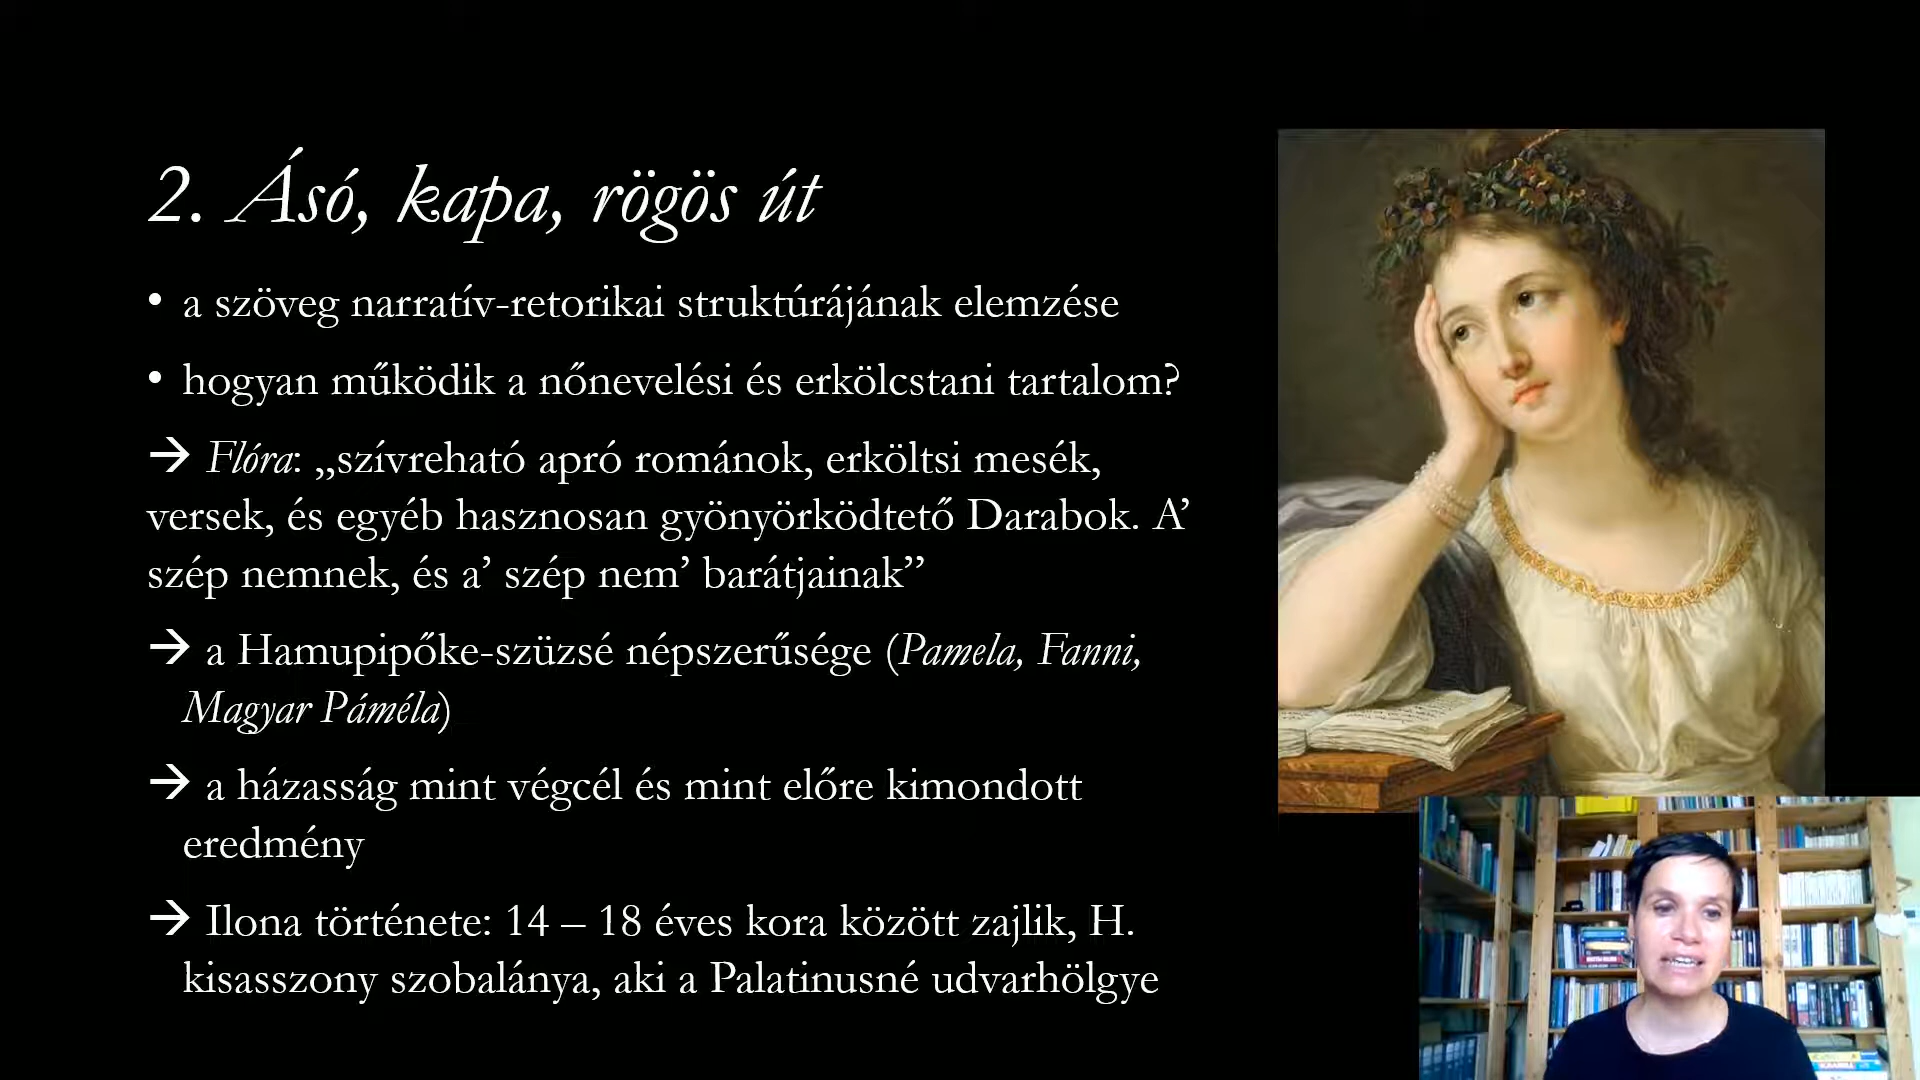 2. Ásó, kapa, rögös út
• a szöveg narratív-retorikai struktúrájának elemzése
• hogyan működik a nőnevelési és erkölcstani tartalom?
→ Flóra: „szívreható apró románok, erköltsi mesék,
versek, és egyéb hasznosan gyönyörködtető Darabok. A’
szép nemnek, és a’ szép nem’ barátjainak”
→ a Hamupipőke-szüzsé népszerűsége (Pamela, Fanni,
Magyar Páméla)
→ a házasság mint végcél és mint előre kimondott
eredmény
→ Ilona története: 14 – 18 éves kora között zajlik, H.
kisasszony szobalánya, aki a Palatinusné udvarhölgye